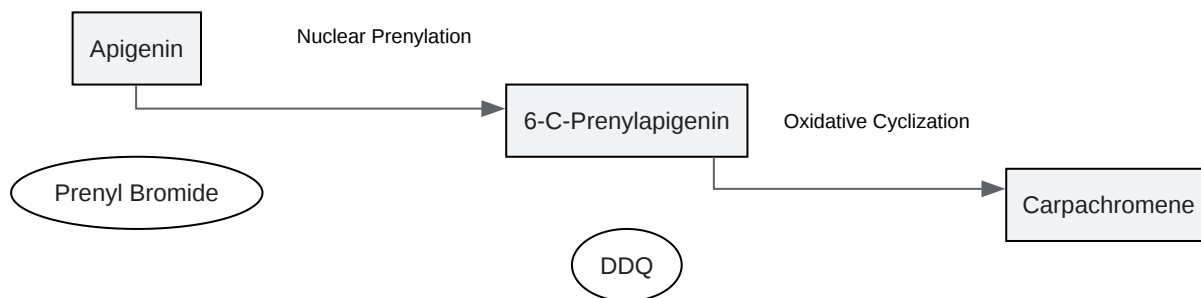 Apigenin
Nuclear Prenylation
6-C-Prenylapigenin
Oxidative Cyclization
Prenyl Bromide
Carpachromene
DDQ